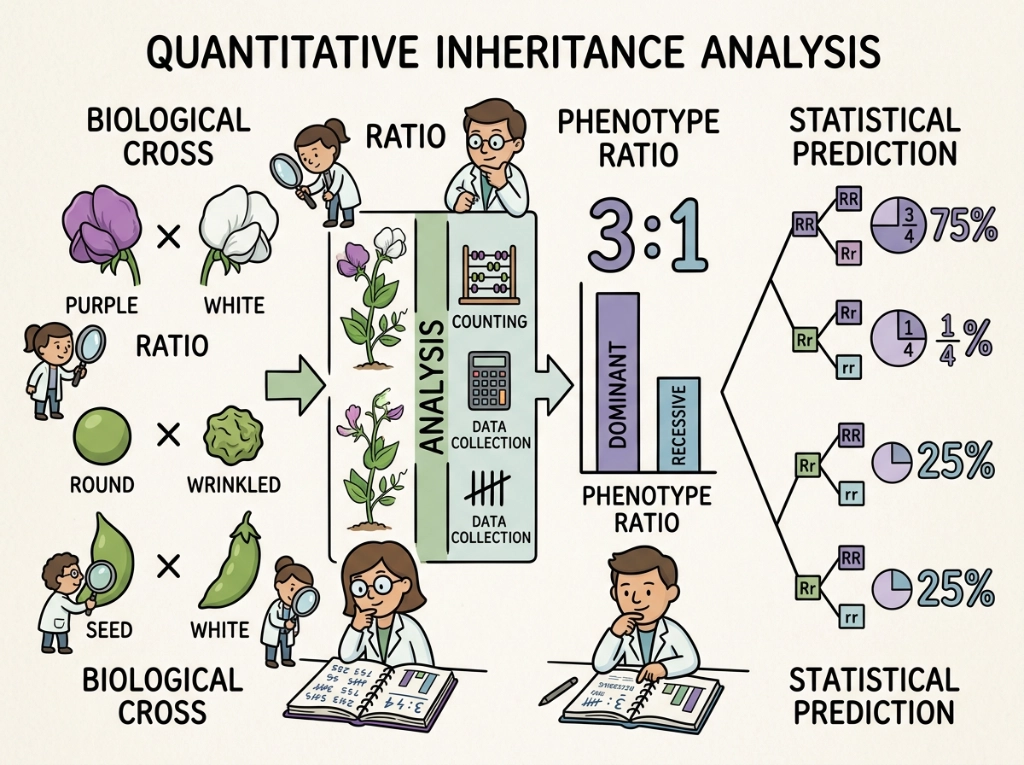 QUANTITATIVE INHERITANCE ANALYSIS
BIOLOGICAL
CROSS
PURPLE
WHITE
RATIO
ROUND
WRINKLED
SEED
WHITE
BIOLOGICAL
CROSS
RATIO
ANALYSIS
COUNTING
DATA
COLLECTION
DATA
COLLECTION
PHENOTYPE
RATIO
3:1
DOMINANT
RECESSIVE
PHENOTYPE
RATIO
STATISTICAL
PREDICTION
RR
RR
Rr
3/4
75%
Rr
Rr
rr
1/4
1/4%
Rr
RR
rr
25%
Rr
RR
rr
25%
STATISTICAL
PREDICTION